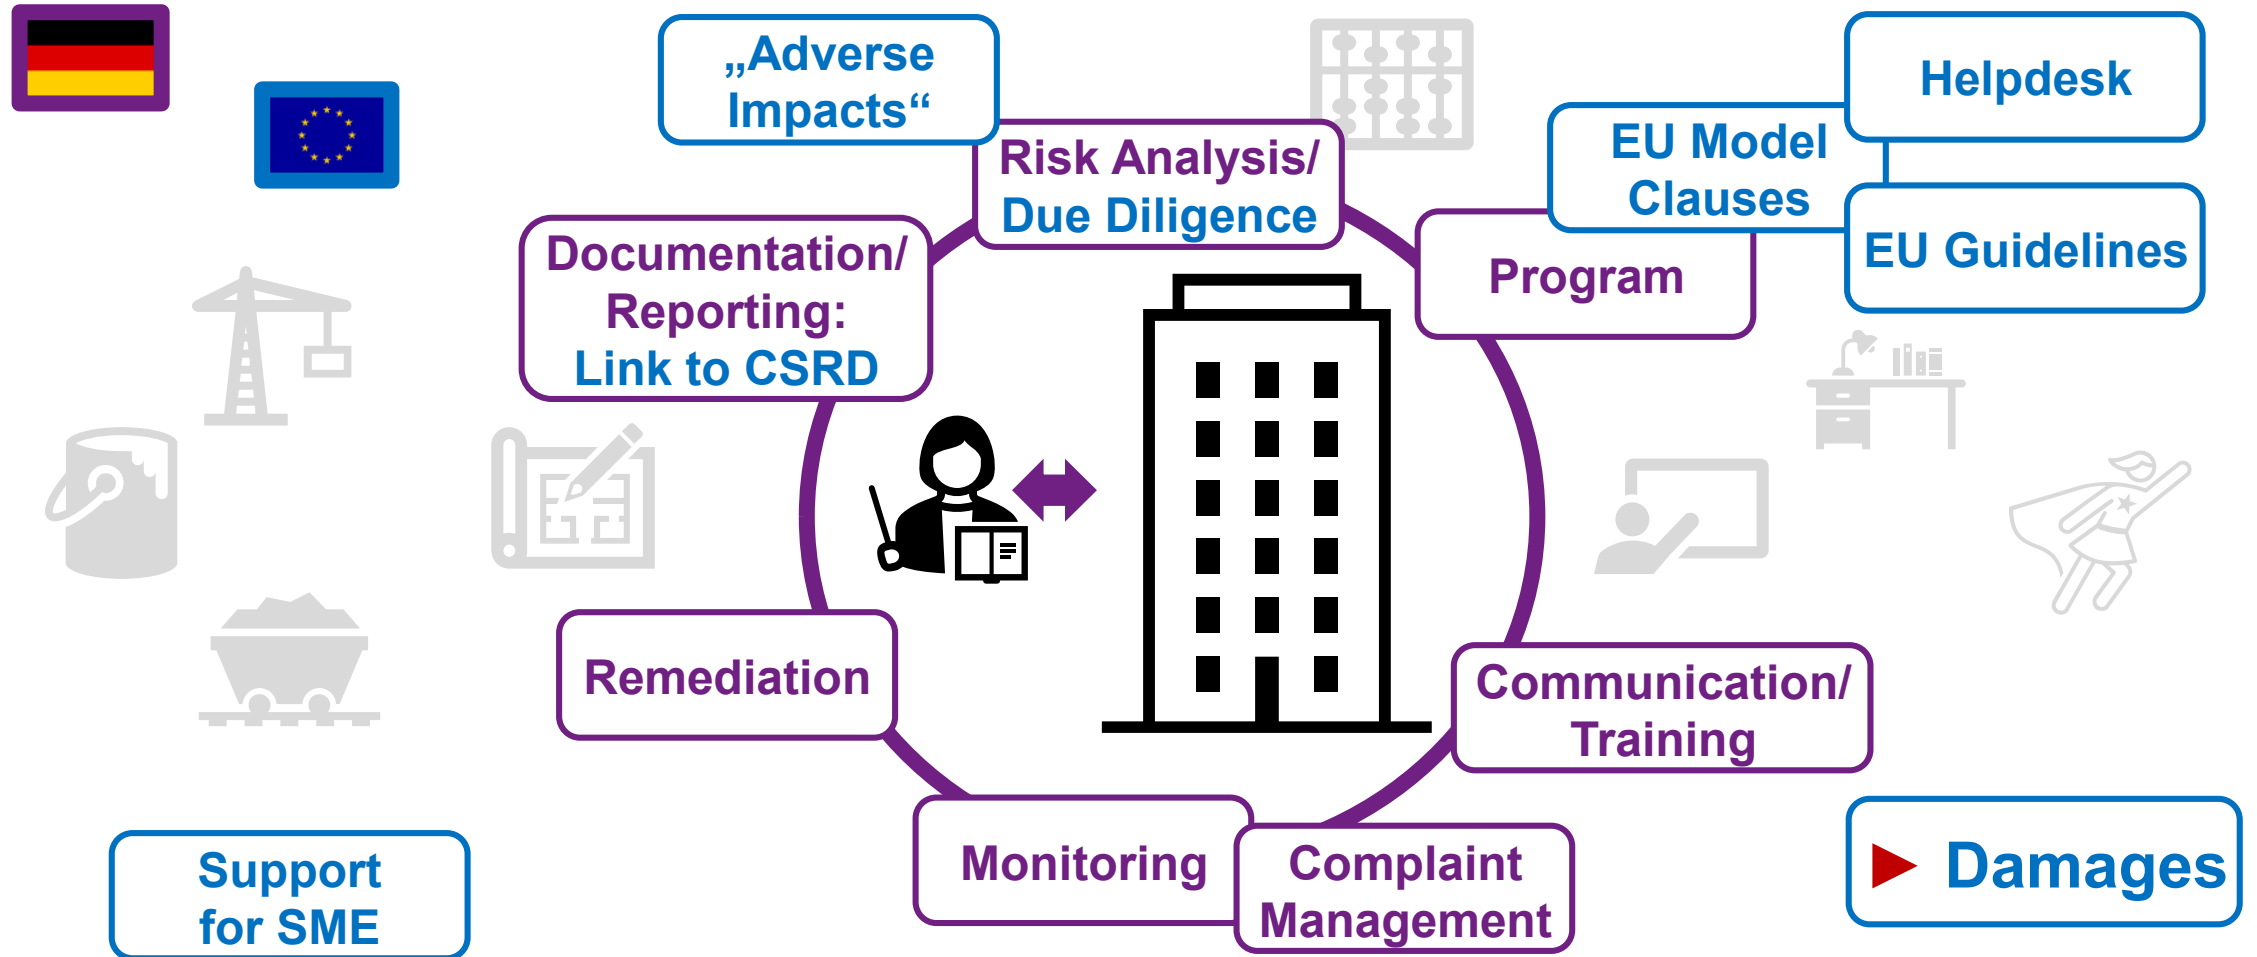 „Adverse
Impacts“
Helpdesk
EU Model
Clauses
EU Guidelines
Risk Analysis/
Due Diligence
Program
Documentation/
Reporting:
Link to CSRD
Remediation
Communication/
Training
Monitoring
Complaint
Management
Support
for SME
Damages